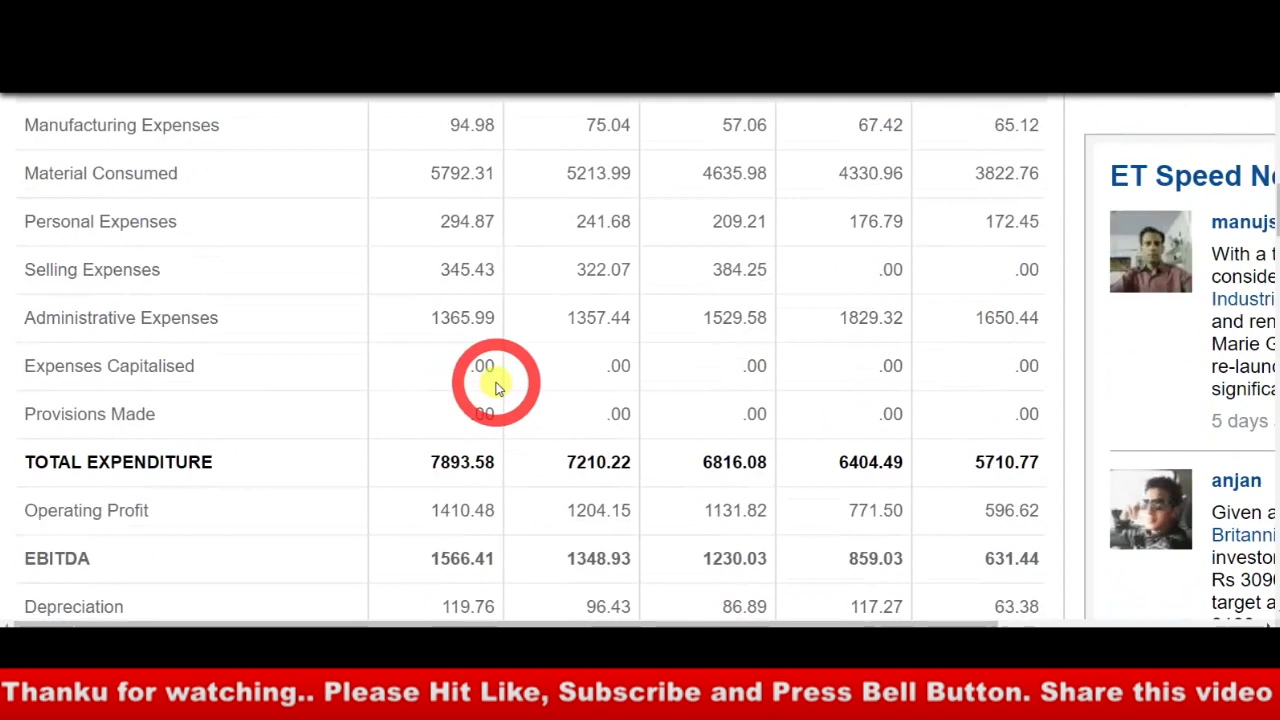 Manufacturing Expenses 94.98 75.04 57.06 67.42 65.12
Material Consumed 5792.31 5213.99 4635.98 4330.96 3822.76
Personal Expenses 294.87 241.68 209.21 176.79 172.45
Selling Expenses 345.43 322.07 384.25 .00 .00
Administrative Expenses 1365.99 1357.44 1529.58 1829.32 1650.44
Expenses Capitalised .00 .00 .00 .00 .00
Provisions Made .00 .00 .00 .00 .00
TOTAL EXPENDITURE 7893.58 7210.22 6816.08 6404.49 5710.77
Operating Profit 1410.48 1204.15 1131.82 771.50 596.62
EBITDA 1566.41 1348.93 1230.03 859.03 631.44
Depreciation 119.76 96.43 86.89 117.27 63.38
ET Speed Ne
manujs
With a t
conside
Industri
and ren
Marie G
re-laun
significa
5 days
anjan
Given a
Britanni
investor
Rs 309
target a
Thanku for watching.. Please Hit Like, Subscribe and Press Bell Button. Share this video